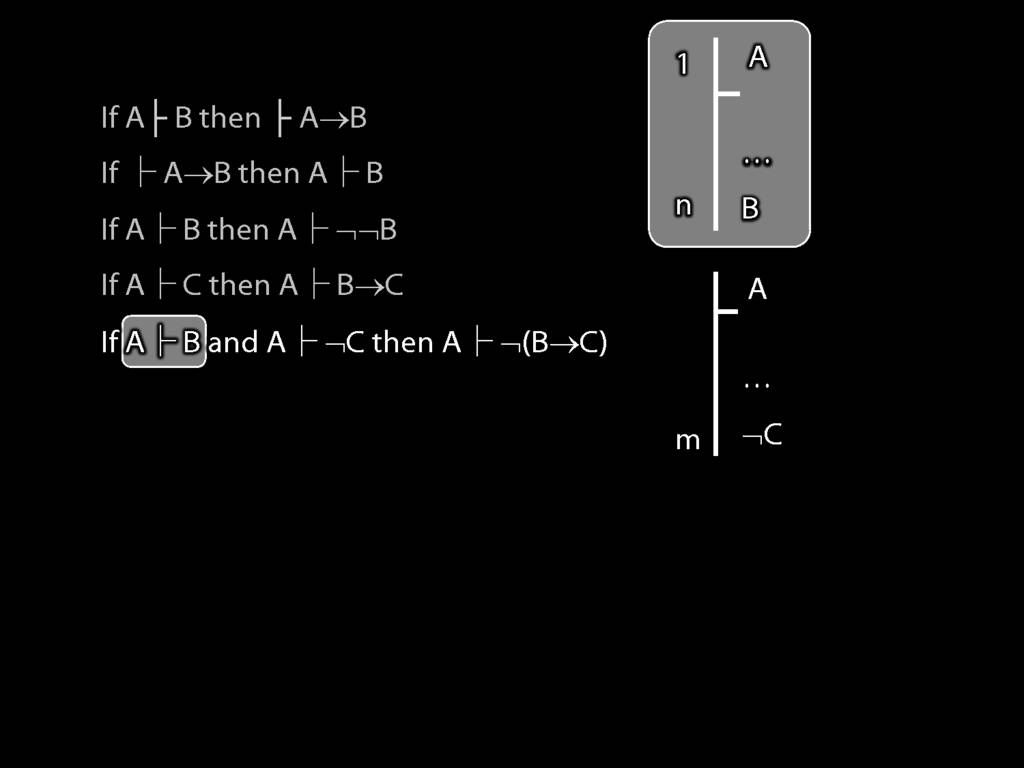 If A ├ B then ├ A→B
If ├ A→B then A ├ B
If A ├ B then A ├ ¬¬B
If A ├ C then A ├ B→C
If A ├ B and A ├ ¬C then A ├ ¬(B→C)
1 A
...
n B
A
...
m ¬C